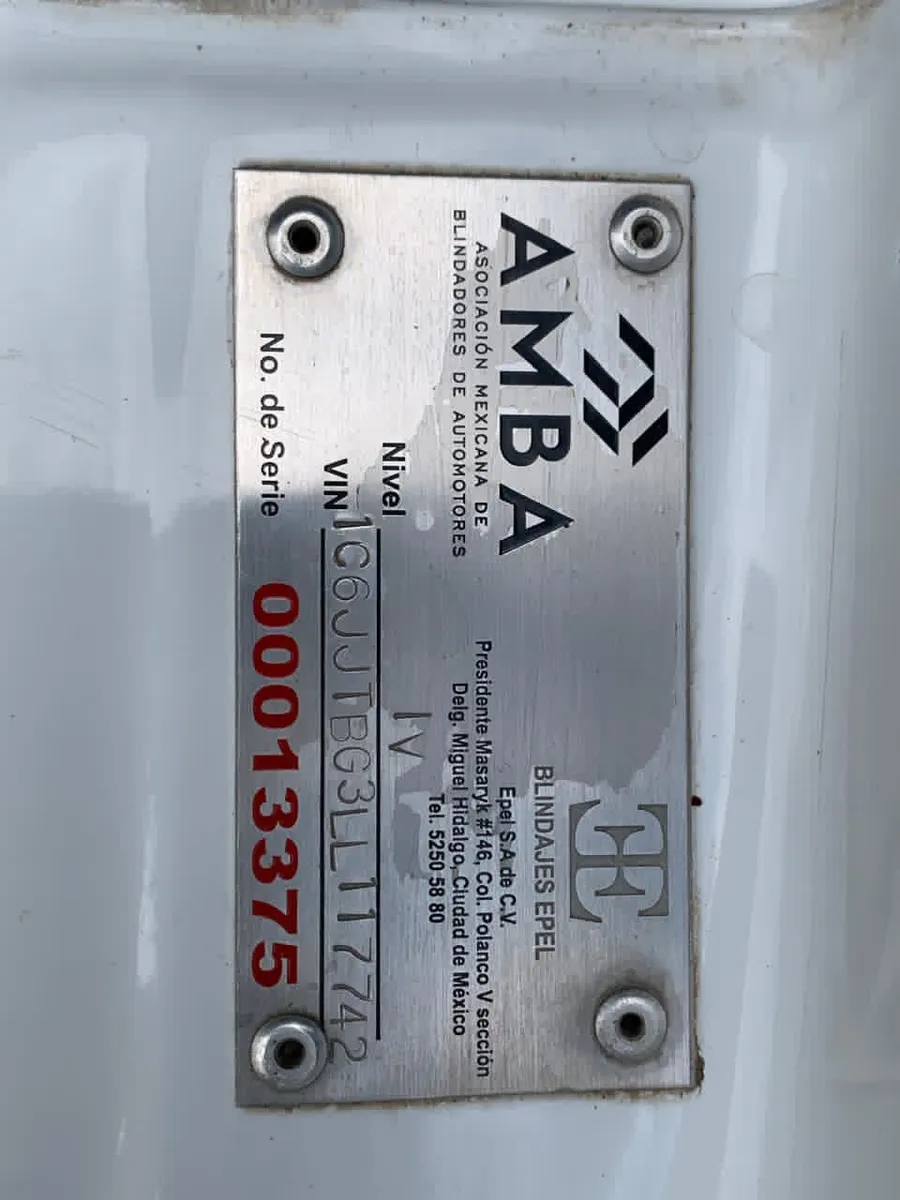 AMBA
ASOCIACIÓN MEXICANA DE
BLINDADORES DE AUTOMOTORES
BLINDAJES EPEL
Epel S.A de C.V.
Presidente Masaryk #146, Col. Polanco V sección
Delg. Miguel Hidalgo, Ciudad de México
Tel. 5250 58 80
Nivel IV
VIN 1C6JJTBG3LL117742
No. de Serie 00013375